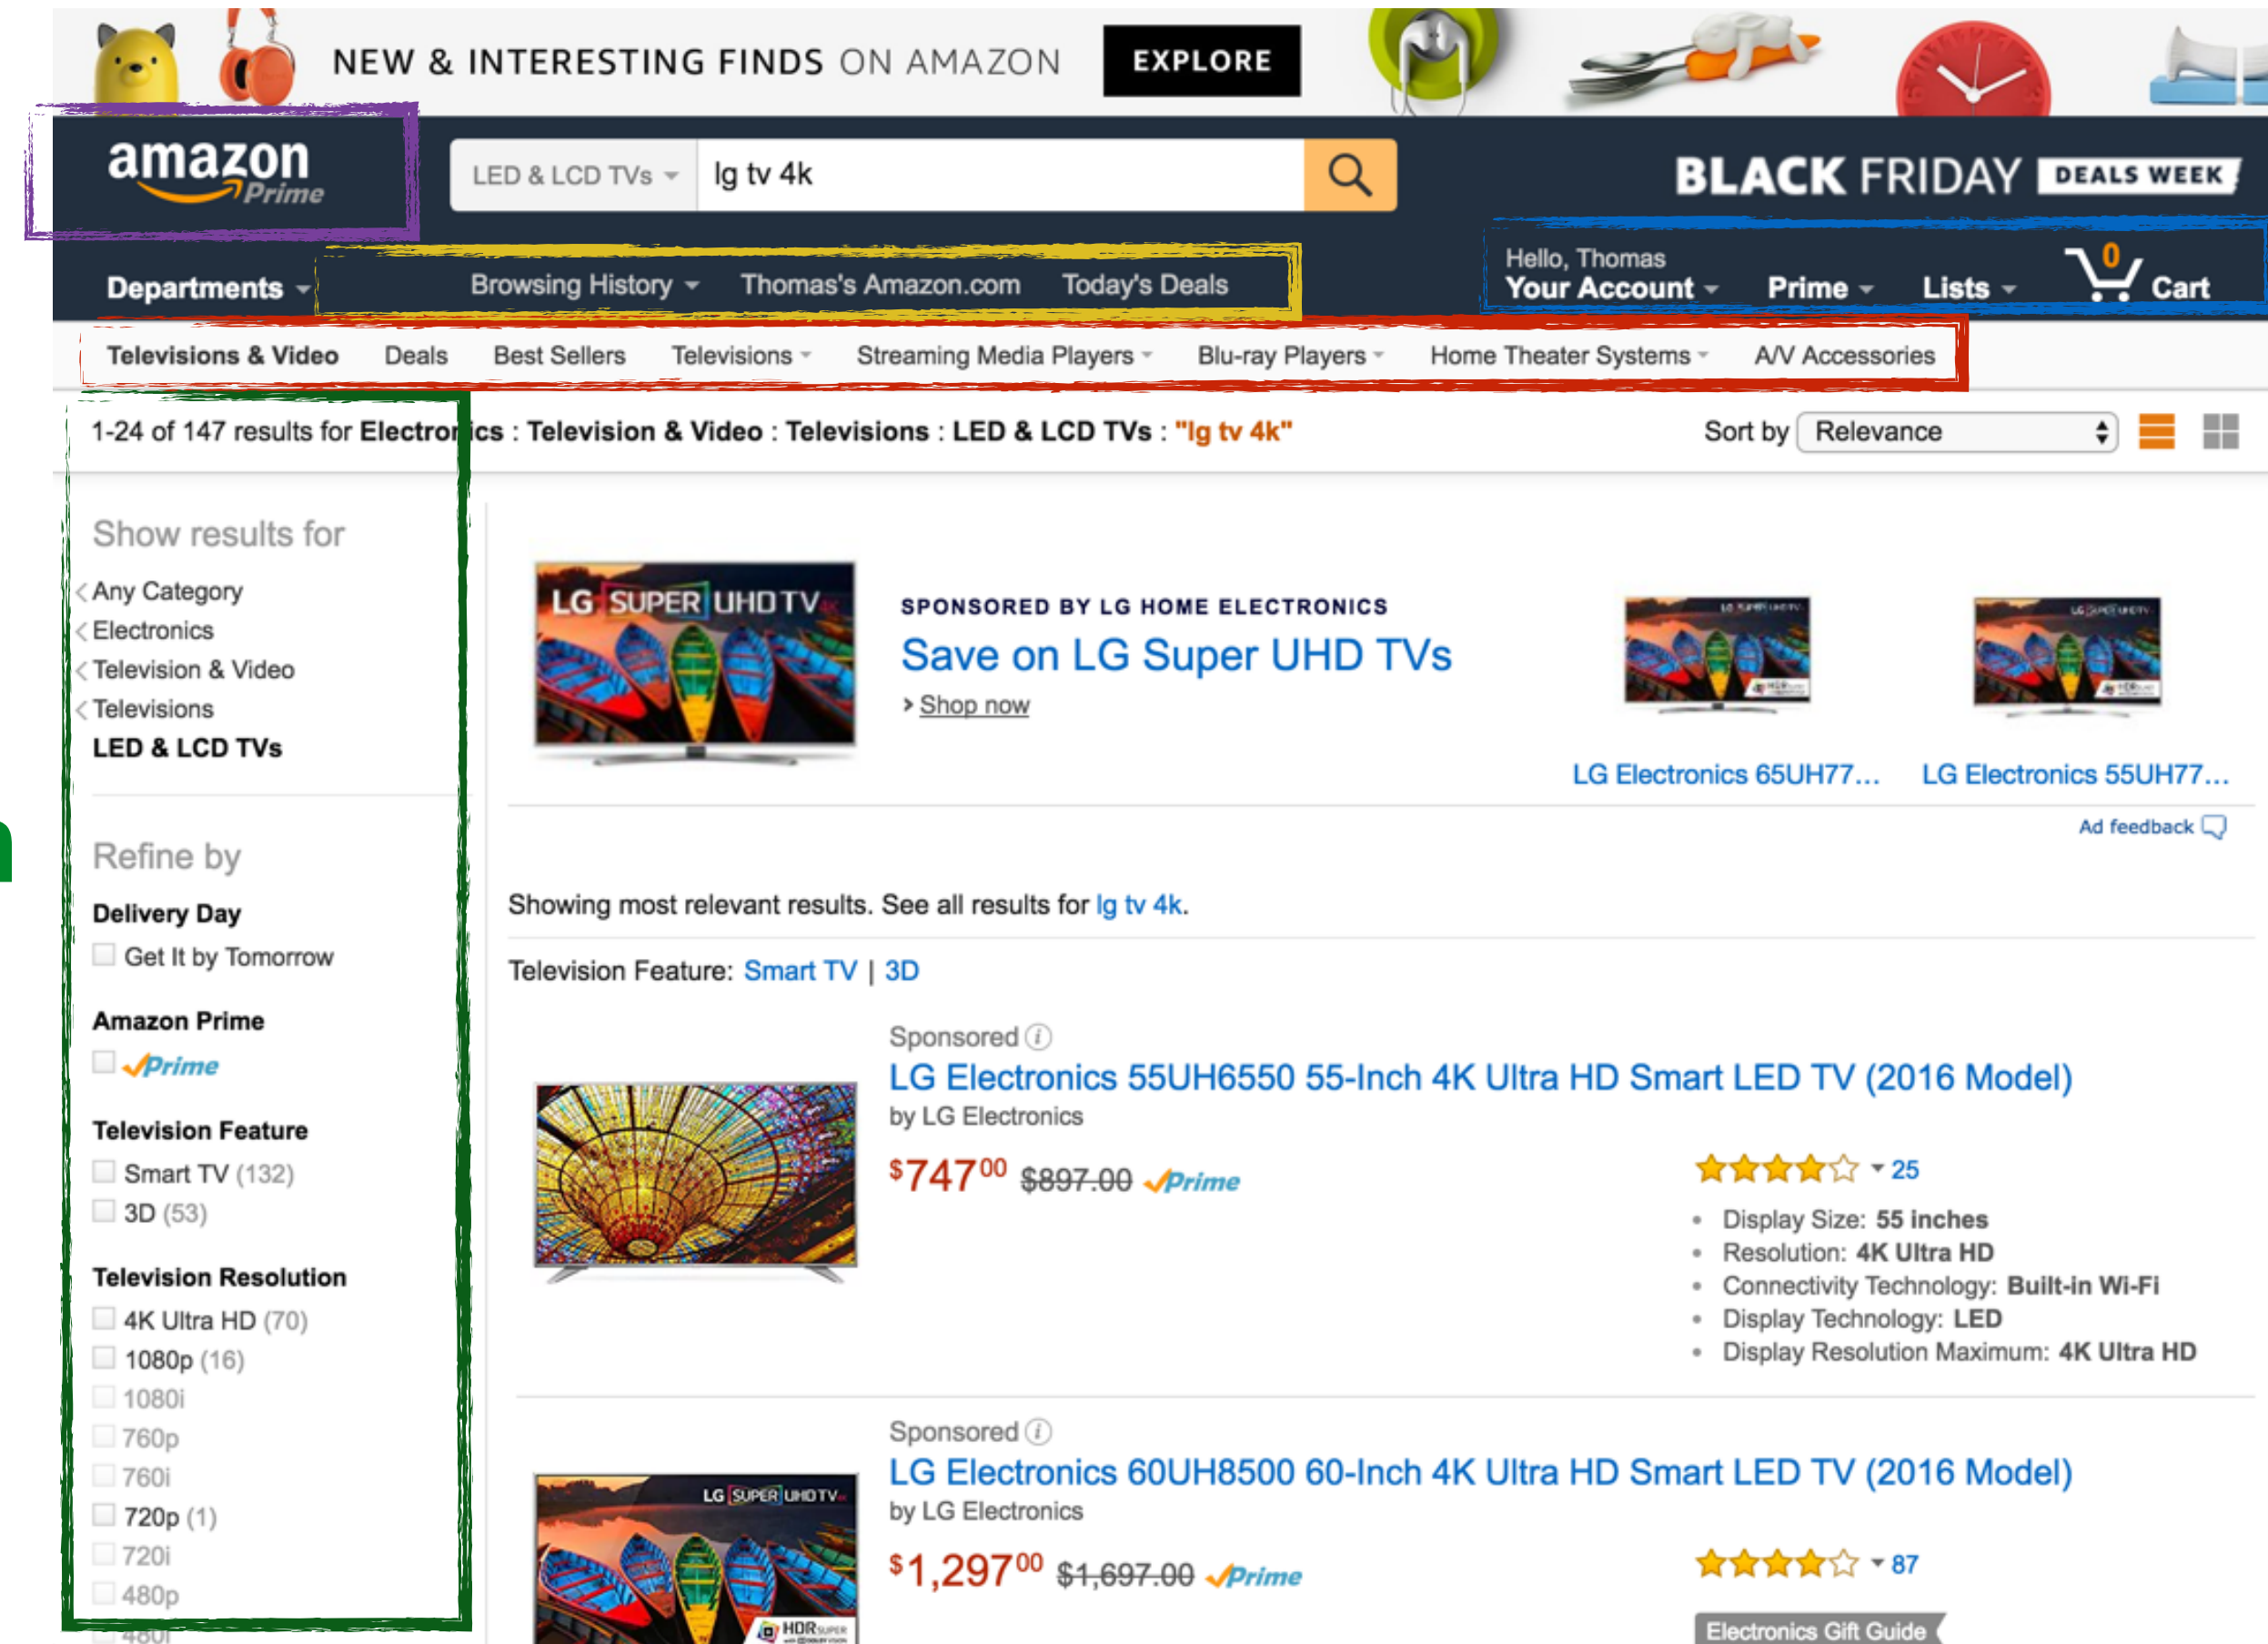 NEW & INTERESTING FINDS ON AMAZON EXPLORE
amazon Prime
LED & LCD TVs lg tv 4k
BLACK FRIDAY DEALS WEEK
Departments Browsing History Thomas's Amazon.com Today's Deals
Hello, Thomas
Your Account Prime Lists 0 Cart
Televisions & Video Deals Best Sellers Televisions Streaming Media Players Blu-ray Players Home Theater Systems A/V Accessories
1-24 of 147 results for Electronics : Television & Video : Televisions : LED & LCD TVs : "lg tv 4k" Sort by Relevance
Show results for
Any Category
Electronics
Television & Video
Televisions
LED & LCD TVs
Refine by
Delivery Day
Get It by Tomorrow
Amazon Prime
Prime
Television Feature
Smart TV (132)
3D (53)
Television Resolution
4K Ultra HD (70)
1080p (16)
1080i
760p
760i
720p (1)
720i
480p
480i
LG SUPER UHD TV 4K
SPONSORED BY LG HOME ELECTRONICS
Save on LG Super UHD TVs
Shop now
LG Electronics 65UH77... LG Electronics 55UH77...
Ad feedback
Showing most relevant results. See all results for lg tv 4k.
Television Feature: Smart TV | 3D
Sponsored
LG Electronics 55UH6550 55-Inch 4K Ultra HD Smart LED TV (2016 Model)
by LG Electronics
$747 00 $897.00 Prime
25
Display Size: 55 inches
Resolution: 4K Ultra HD
Connectivity Technology: Built-in Wi-Fi
Display Technology: LED
Display Resolution Maximum: 4K Ultra HD
Sponsored
LG Electronics 60UH8500 60-Inch 4K Ultra HD Smart LED TV (2016 Model)
by LG Electronics
LG SUPER UHD TV
HDR SUPER
$1,297 00 $1,697.00 Prime
87
Electronics Gift Guide